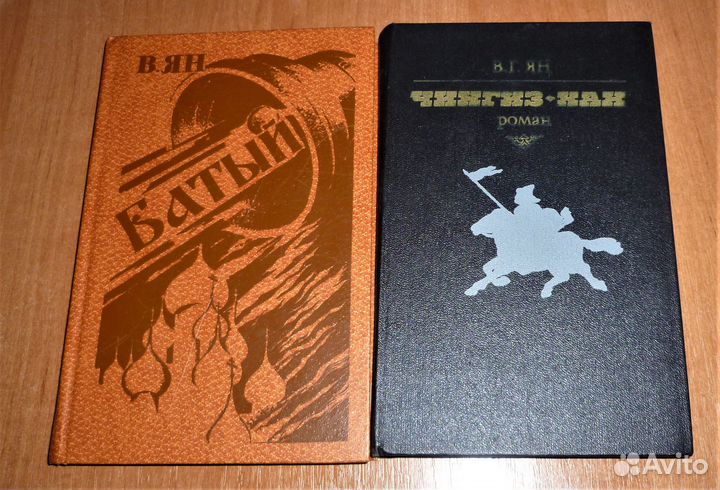 В. ЯН
БАТЫЙ
В.Г. ЯН
ЧИНГИЗ-ХАН
роман
Avito